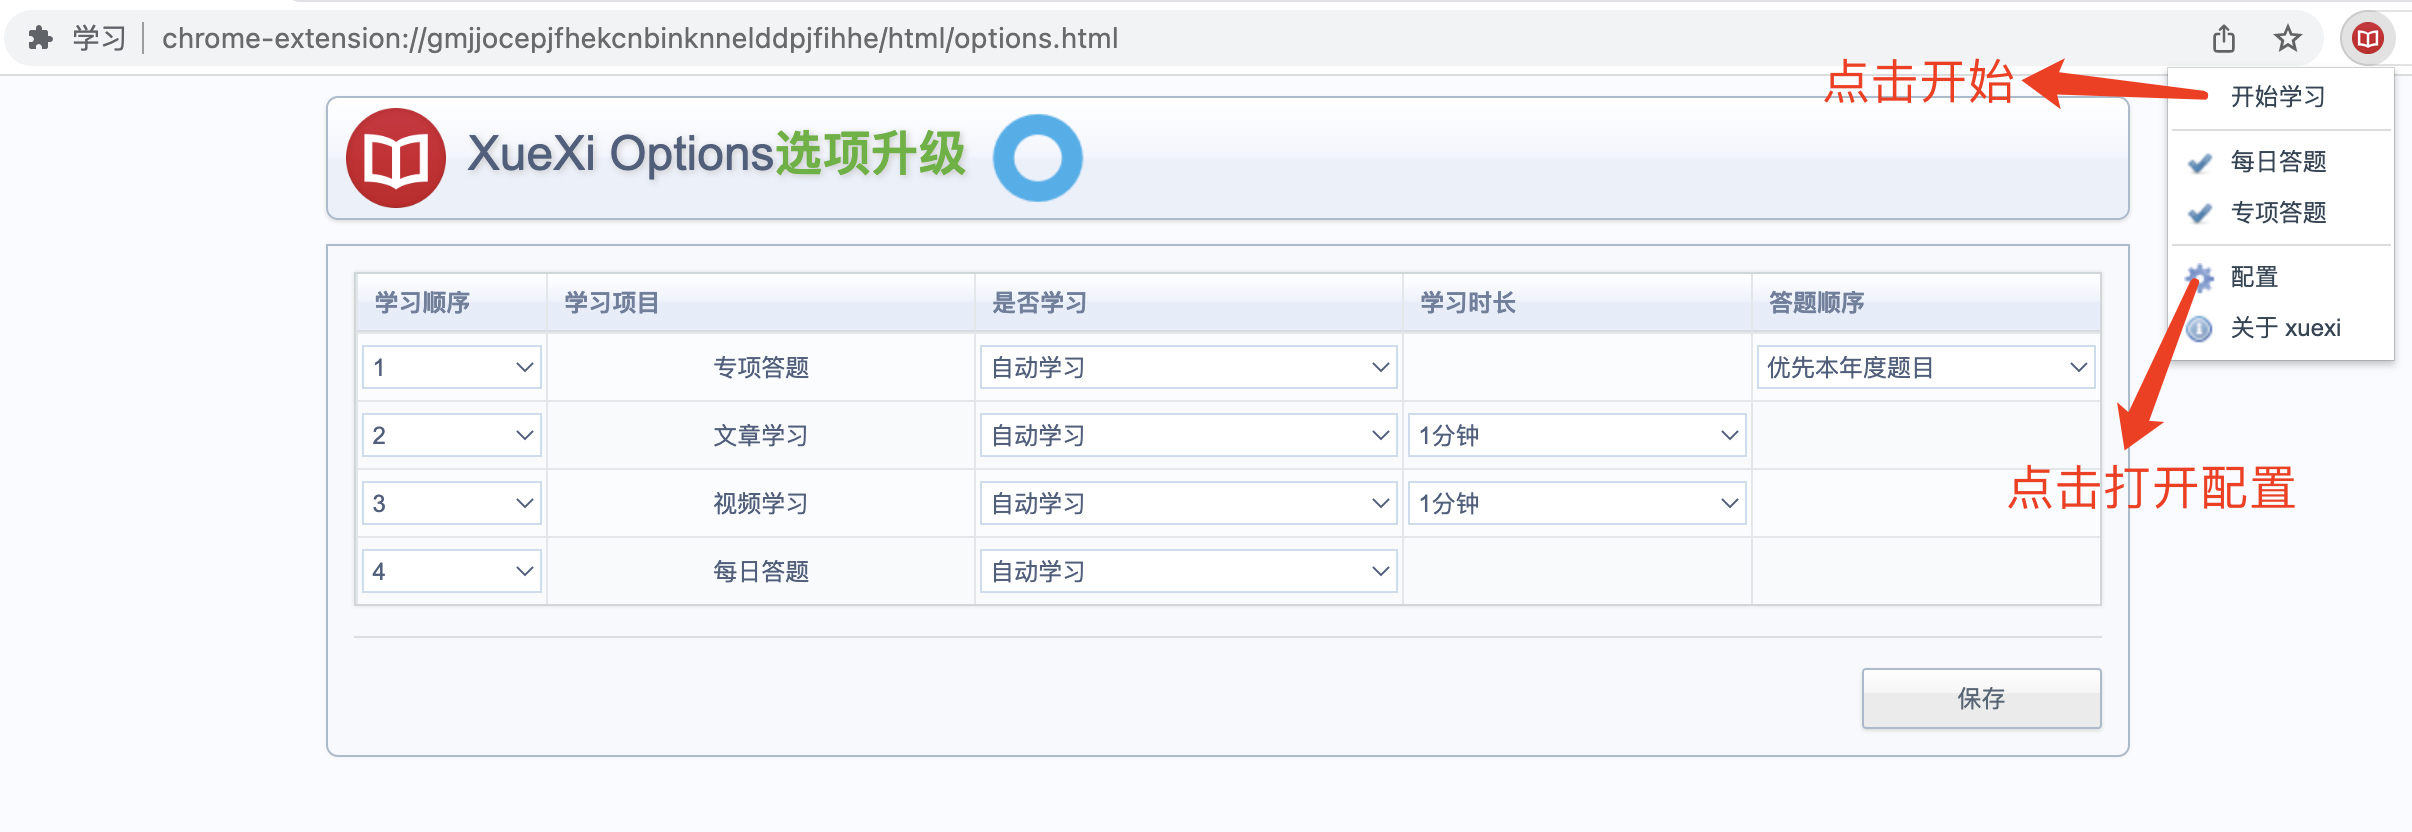 学习 chrome-extension://gmjjocepjfhekcnbinknnelddpjfihhe/html/options.html
点击开始
开始学习
每日答题
专项答题
配置
关于 xuexi
点击打开配置
XueXi Options选项升级
学习顺序 学习项目 是否学习 学习时长 答题顺序
1 专项答题 自动学习 优先本年度题目
2 文章学习 自动学习 1分钟
3 视频学习 自动学习 1分钟
4 每日答题 自动学习
保存